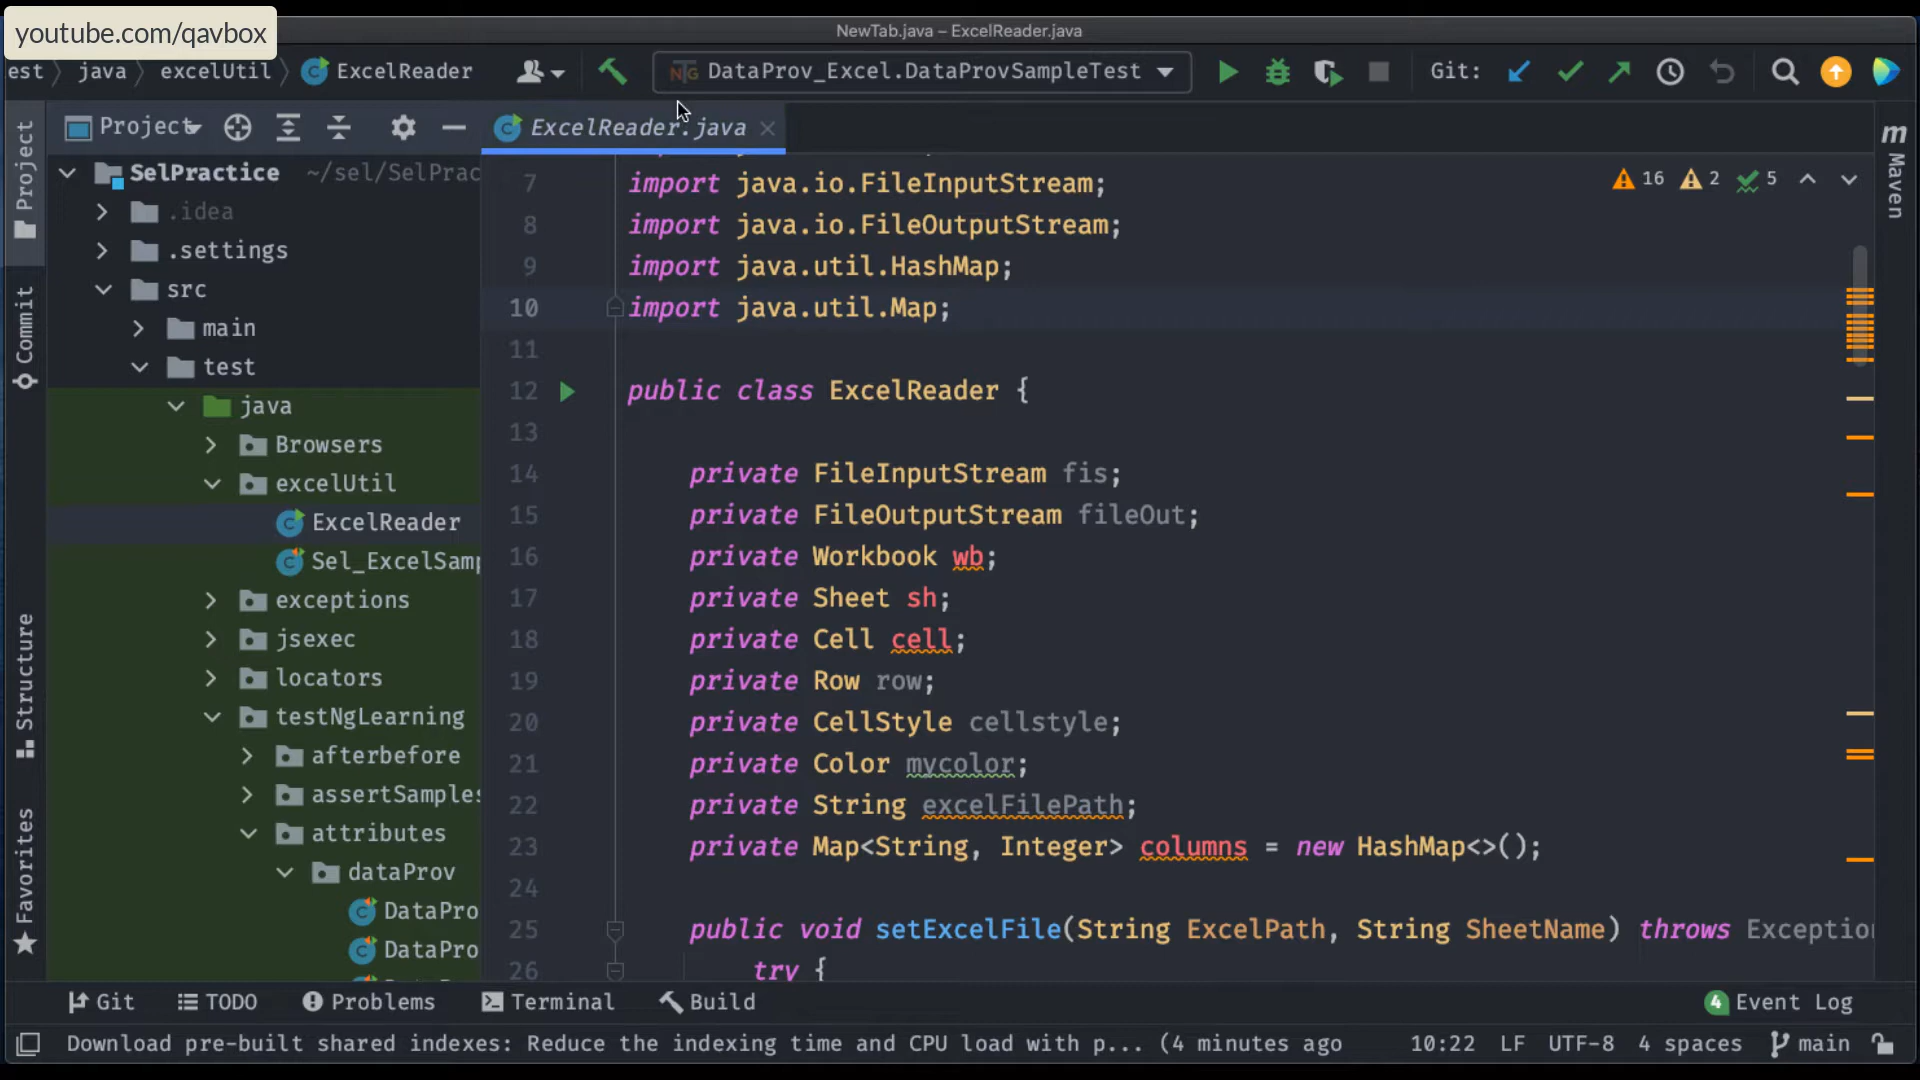 youtube.com/qavbox
NewTab.java – ExcelReader.java
est java excelUtil ExcelReader
DataProv_Excel.DataProvSampleTest
Git:
Project
ExcelReader.java
Project
Commit
Structure
Favorites
SelPractice ~/sel/SelPrac
.idea
.settings
src
main
test
java
Browsers
excelUtil
ExcelReader
Sel_ExcelSamp
exceptions
jsexec
locators
testNgLearning
afterbefore
assertSamples
attributes
dataProv
DataPro
DataPro
16 2 5
Maven
7 import java.io.FileInputStream;
8 import java.io.FileOutputStream;
9 import java.util.HashMap;
10 import java.util.Map;
11
12 public class ExcelReader {
13
14 private FileInputStream fis;
15 private FileOutputStream fileOut;
16 private Workbook wb;
17 private Sheet sh;
18 private Cell cell;
19 private Row row;
20 private CellStyle cellstyle;
21 private Color mycolor;
22 private String excelFilePath;
23 private Map<String, Integer> columns = new HashMap<>();
24
25 public void setExcelFile(String ExcelPath, String SheetName) throws Exceptio
26 try {
Git TODO Problems Terminal Build 4 Event Log
Download pre-built shared indexes: Reduce the indexing time and CPU load with p... (4 minutes ago 10:22 LF UTF-8 4 spaces main